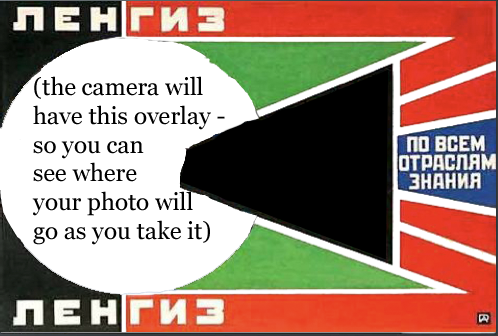 ЛЕНГИЗ
(the camera will
have this overlay -
so you can
see where
your photo will
go as you take it)
ПО ВСЕМ
ОТРАСЛЯМ
ЗНАНИЯ
ЛЕНГИЗ